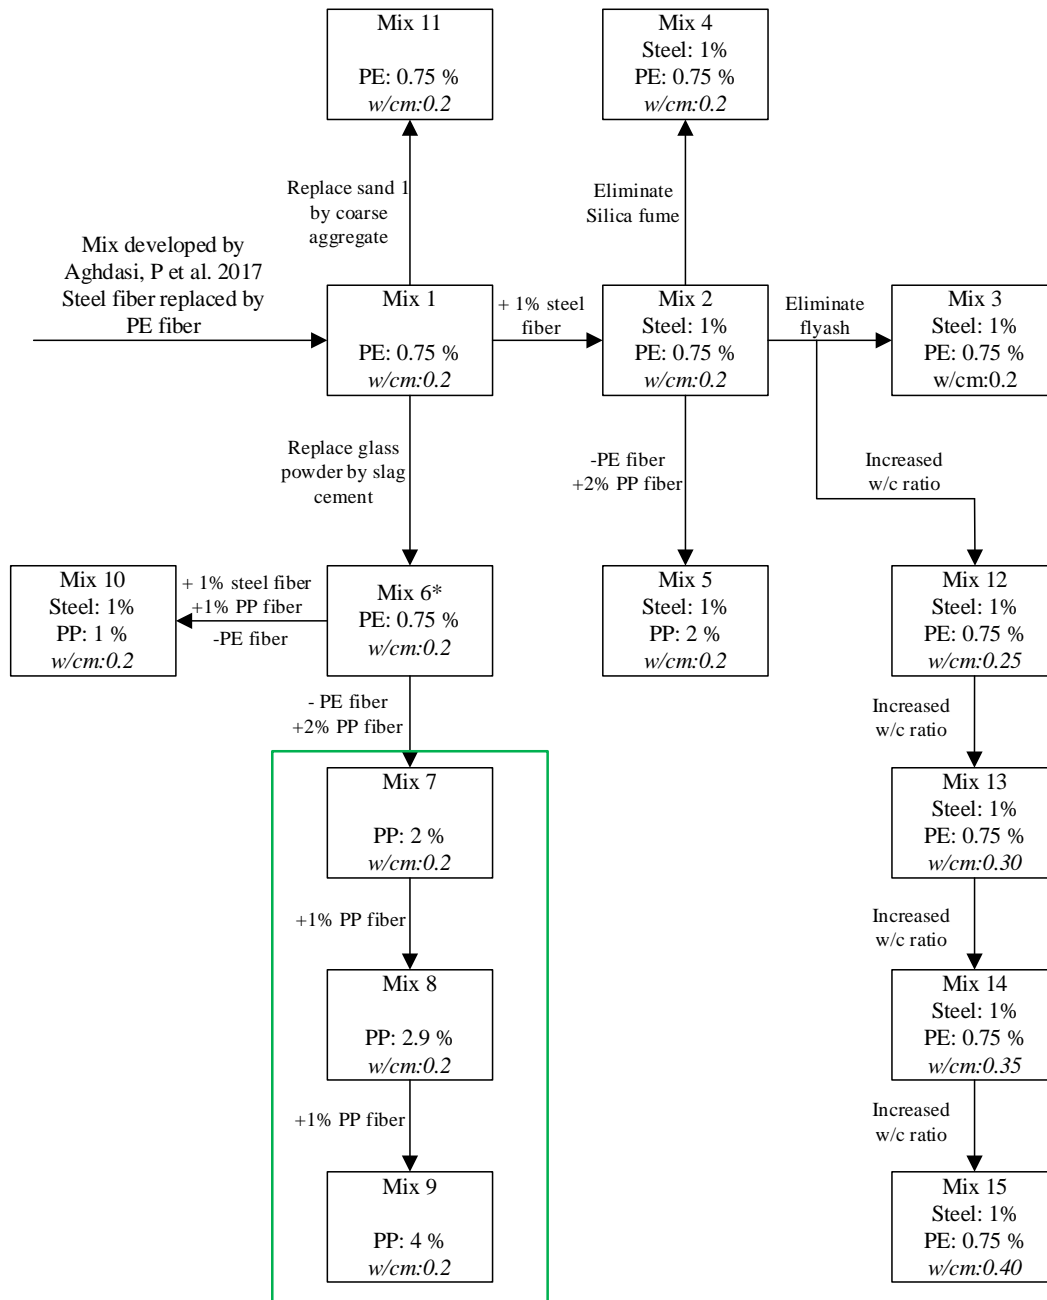 Mix 11
PE: 0.75 %
w/cm:0.2
Mix 4
Steel: 1%
PE: 0.75 %
w/cm:0.2
Replace sand 1
by coarse
aggregate
Eliminate
Silica fume
Mix developed by
Aghdasi, P et al. 2017
Steel fiber replaced by
PE fiber
Mix 1
PE: 0.75 %
w/cm:0.2
+ 1% steel
fiber
Mix 2
Steel: 1%
PE: 0.75 %
w/cm:0.2
Eliminate
flyash
Mix 3
Steel: 1%
PE: 0.75 %
w/cm:0.2
Replace glass
powder by slag
cement
-PE fiber
+2% PP fiber
Increased
w/c ratio
Mix 10
Steel: 1%
PP: 1 %
w/cm:0.2
+ 1% steel fiber
+1% PP fiber
-PE fiber
Mix 6*
PE: 0.75 %
w/cm:0.2
Mix 5
Steel: 1%
PP: 2 %
w/cm:0.2
Mix 12
Steel: 1%
PE: 0.75 %
w/cm:0.25
- PE fiber
+2% PP fiber
Increased
w/c ratio
Mix 7
PP: 2 %
w/cm:0.2
Mix 13
Steel: 1%
PE: 0.75 %
w/cm:0.30
+1% PP fiber
Increased
w/c ratio
Mix 8
PP: 2.9 %
w/cm:0.2
Mix 14
Steel: 1%
PE: 0.75 %
w/cm:0.35
+1% PP fiber
Increased
w/c ratio
Mix 9
PP: 4 %
w/cm:0.2
Mix 15
Steel: 1%
PE: 0.75 %
w/cm:0.40